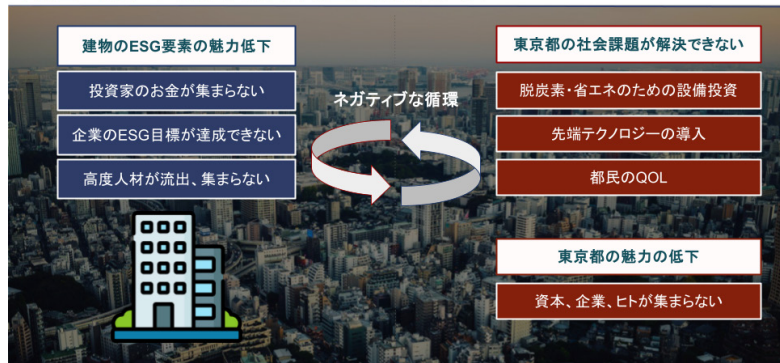 建物のESG要素の魅力低下
投資家のお金が集まらない
企業のESG目標が達成できない
高度人材が流出、集まらない
ネガティブな循環
東京都の社会課題が解決できない
脱炭素・省エネのための設備投資
先端テクノロジーの導入
都民のQOL
東京都の魅力の低下
資本、企業、ヒトが集まらない